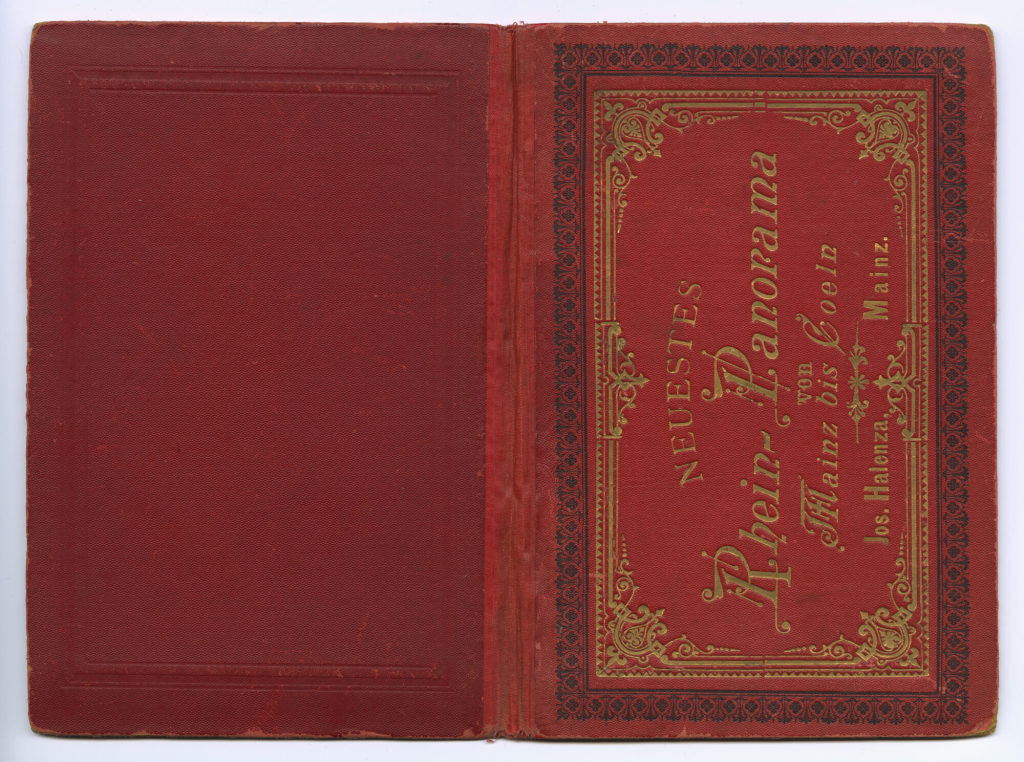 NEUESTES
Rhein-Panorama
von
Mainz bis Coeln
Jos. Halenza, Mainz.